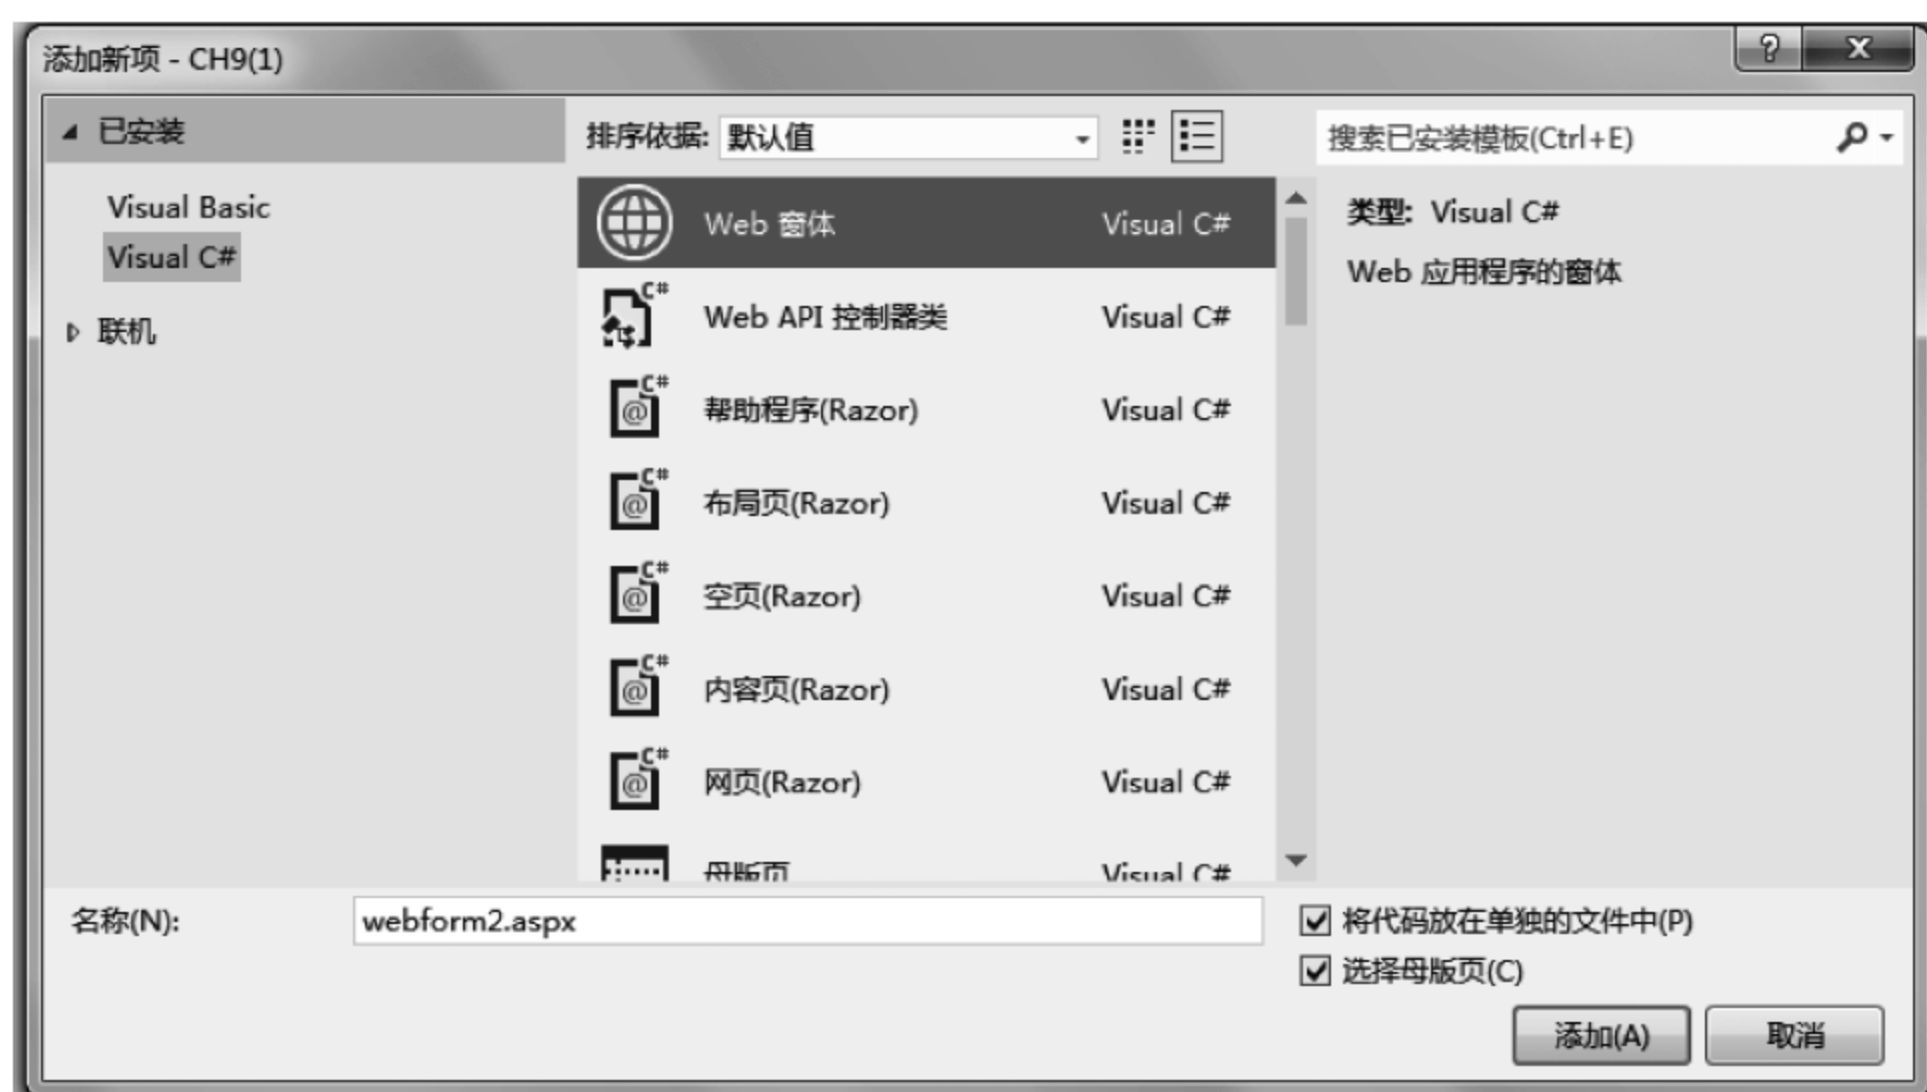 添加新项 - CH9(1)
已安装
Visual Basic
Visual C#
联机
排序依据: 默认值
搜索已安装模板(Ctrl+E)
Web 窗体 Visual C#
Web API 控制器类 Visual C#
帮助程序(Razor) Visual C#
布局页(Razor) Visual C#
空页(Razor) Visual C#
内容页(Razor) Visual C#
网页(Razor) Visual C#
母版页 Visual C#
类型: Visual C#
Web 应用程序的窗体
名称(N): webform2.aspx
将代码放在单独的文件中(P)
选择母版页(C)
添加(A) 取消